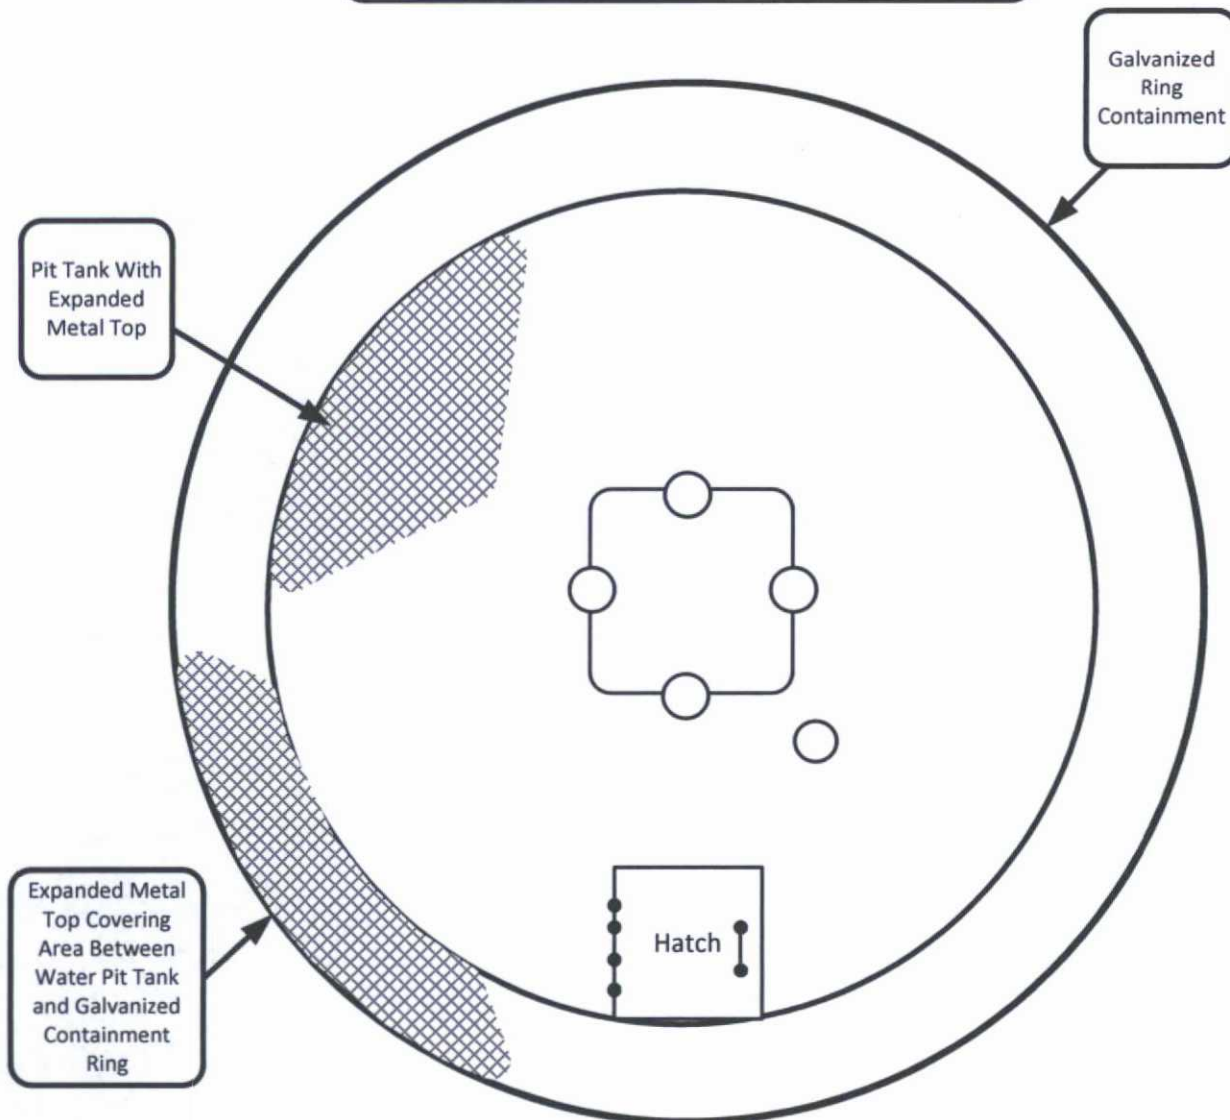 Galvanized
Ring
Containment
Pit Tank With
Expanded
Metal Top
Expanded Metal
Top Covering
Area Between
Water Pit Tank
and Galvanized
Containment
Ring
Hatch